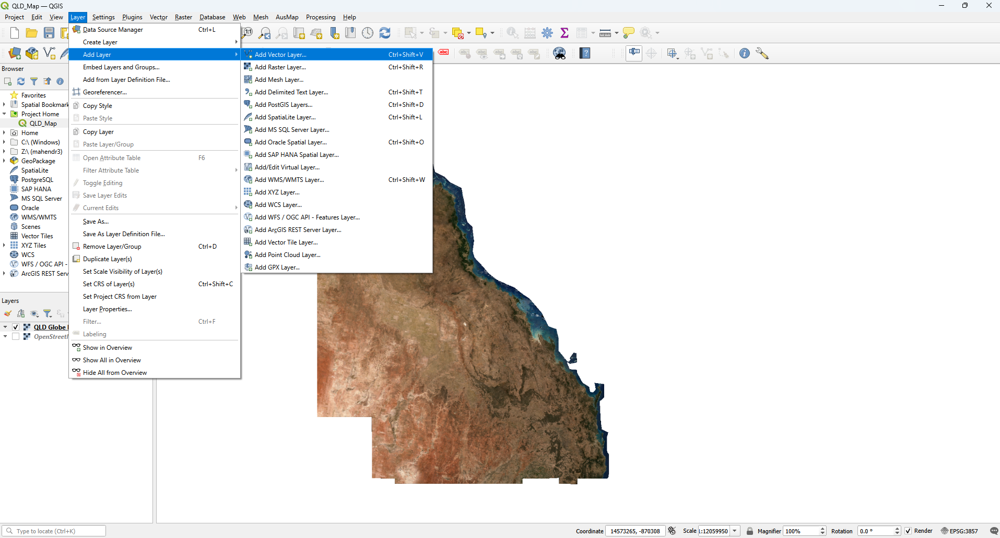 QLD_Map — QGIS
Project Edit View Layer Settings Plugins Vector Raster Database Web Mesh AusMap Processing Help
Data Source Manager Ctrl+L
Create Layer
Add Layer
Embed Layers and Groups...
Add from Layer Definition File...
Georeferencer...
Copy Style
Paste Style
Copy Layer
Paste Layer/Group
Open Attribute Table F6
Filter Attribute Table
Toggle Editing
Save Layer Edits
Current Edits
Save As...
Save As Layer Definition File...
Remove Layer/Group Ctrl+D
Duplicate Layer(s)
Set Scale Visibility of Layer(s)
Set CRS of Layer(s) Ctrl+Shift+C
Set Project CRS from Layer
Layer Properties...
Filter... Ctrl+F
Labeling
Show in Overview
Show All in Overview
Hide All from Overview
Add Vector Layer... Ctrl+Shift+V
Add Raster Layer... Ctrl+Shift+R
Add Mesh Layer...
Add Delimited Text Layer... Ctrl+Shift+T
Add PostGIS Layers... Ctrl+Shift+D
Add SpatiaLite Layer... Ctrl+Shift+L
Add MS SQL Server Layer...
Add Oracle Spatial Layer... Ctrl+Shift+O
Add SAP HANA Spatial Layer...
Add/Edit Virtual Layer...
Add WMS/WMTS Layer... Ctrl+Shift+W
Add XYZ Layer...
Add WCS Layer...
Add WFS / OGC API - Features Layer...
Add ArcGIS REST Server Layer...
Add Vector Tile Layer...
Add Point Cloud Layer...
Add GPX Layer...
abc
Browser
Favorites
Spatial Bookmark
Project Home
QLD_Map
Home
C:\ (Windows)
Z:\ (mahendr3)
GeoPackage
SpatiaLite
PostgreSQL
SAP HANA
MS SQL Server
Oracle
WMS/WMTS
Scenes
Vector Tiles
XYZ Tiles
WCS
WFS / OGC API -
ArcGIS REST Serv
Layers
QLD Globe
OpenStreet
Type to locate (Ctrl+K)
Coordinate 14573265, -870308 Scale 1:12059950 Magnifier 100% Rotation 0.0 ° Render EPSG:3857